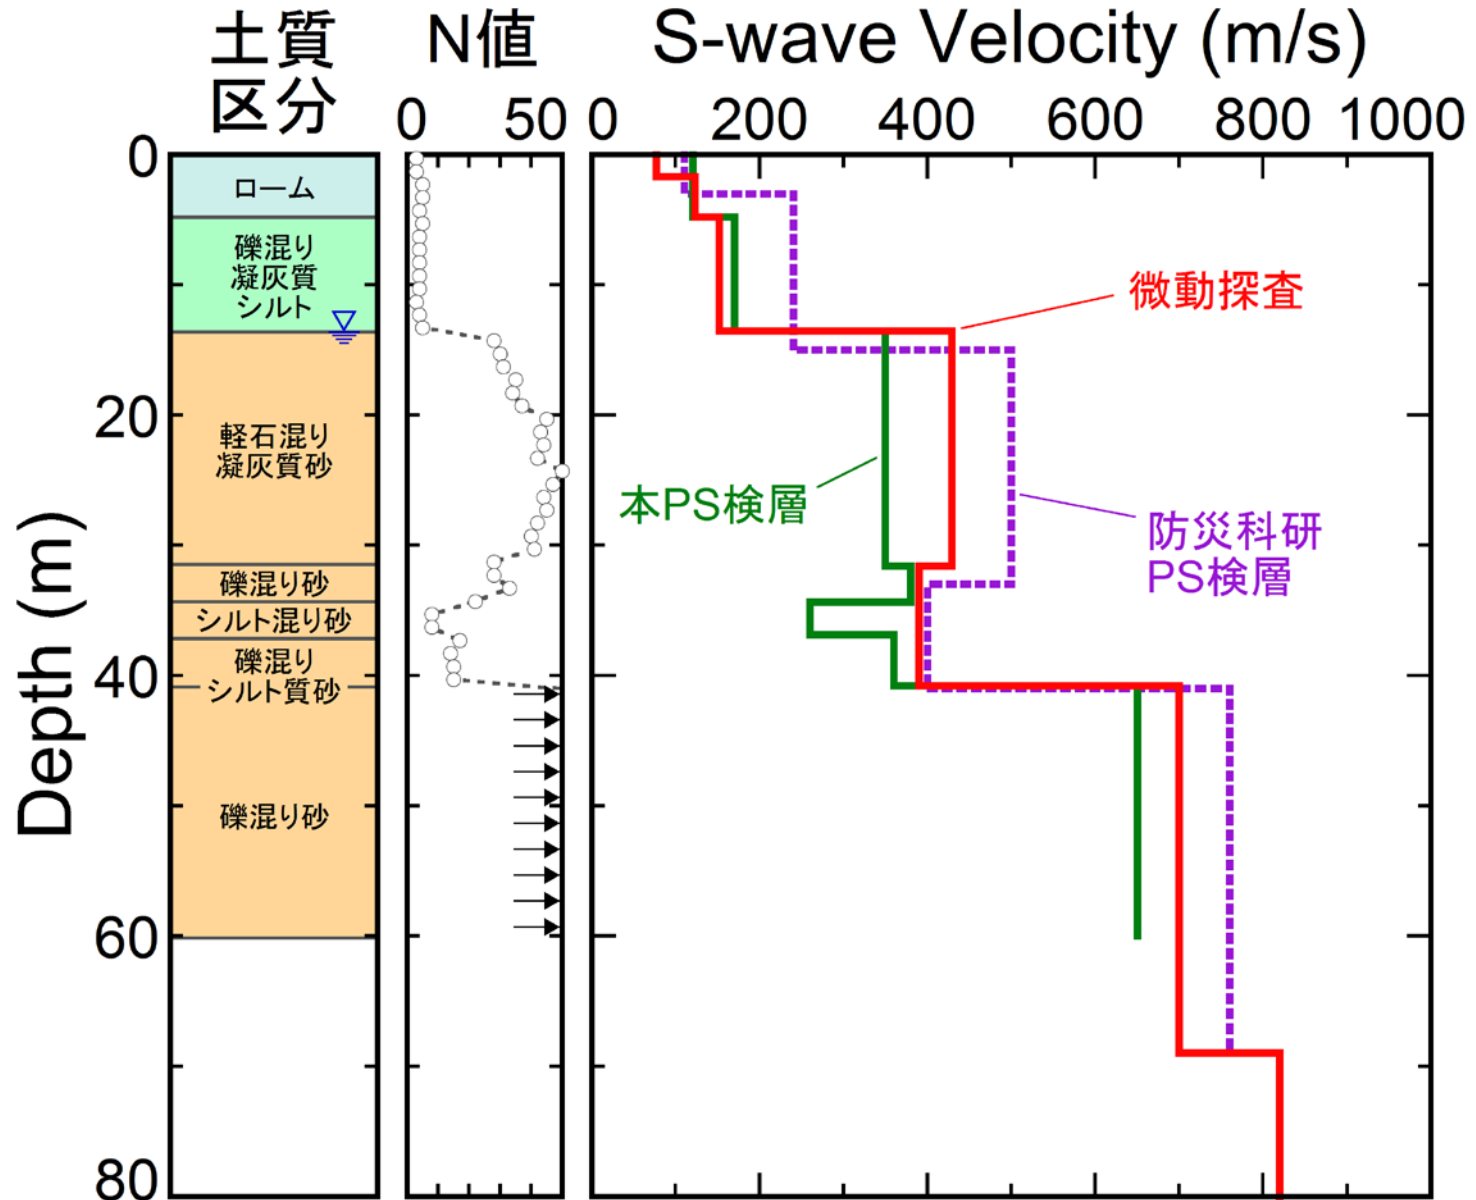 土質
区分
N値
S-wave Velocity (m/s)
0 50
0 200 400 600 800 1000
Depth (m)
0
20
40
60
80
ローム
礫混り
凝灰質
シルト
軽石混り
凝灰質砂
礫混り砂
シルト混り砂
礫混り
シルト質砂
礫混り砂
微動探査
本PS検層
防災科研
PS検層